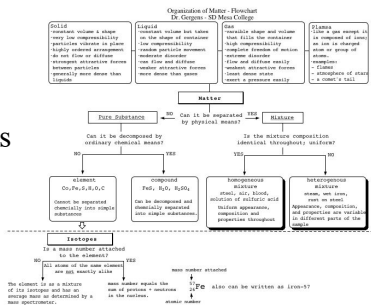 Organization of Matter - Flowchart
Dr. Gergens - SD Mesa College
Solid
-constant volume & shape
-very low compressibility
-particles vibrate in place
-highly ordered arrangement
-do not flow or diffuse
-strongest attractive forces
between particles
-generally more dense than
liquids
Liquid
-constant volume but takes
on the shape of container
-low compressibility
-random particle movement
-moderate disorder
-can flow and diffuse
-weaker attractive forces
-more dense than gases
Gas
-variable shape and volume
that fills the container
-high compressibility
-complete freedom of motion
-extreme disorder
-flow and diffuse easily
-weakest attractive forces
-least dense state
-exert a pressure easily
Plasma
-like a gas except it
is composed of ions;
an ion is charged
atom or group of
atoms.
-examples:
- flames
- atmosphere of stars
- a comet's tail
Matter
Pure Substance
NO
Can it be separated
by physical means?
YES
Mixture
Can it be decomposed by
ordinary chemical means?
Is the mixture composition
identical throughout; uniform?
NO
YES
YES
NO
element
Co,Fe,S,H,O,C
Cannot be separated
chemically into simple
substances
compound
FeS, H2O, H2SO4
Can be decomposed and
chemically separated
into simple substances.
homogeneous
mixture
steel, air, blood,
solution of sulfuric acid
Uniform appearance,
composition and
properties throughout
heterogenous
mixture
steam, wet iron,
rust on steel
Appearance, composition,
and properties are variable
in different parts of the
sample
S
Isotopes
Is a mass number attached
to the element?
NO
All atoms of the same element
are not exactly alike
YES
The element is as a mixture
of its isotopes and has an
average mass as determined by a
mass spectrometer.
mass number equals the
sum of protons + neutrons
in the nucleus.
mass number attached
57
26
Fe also can be written as iron-57
atomic number